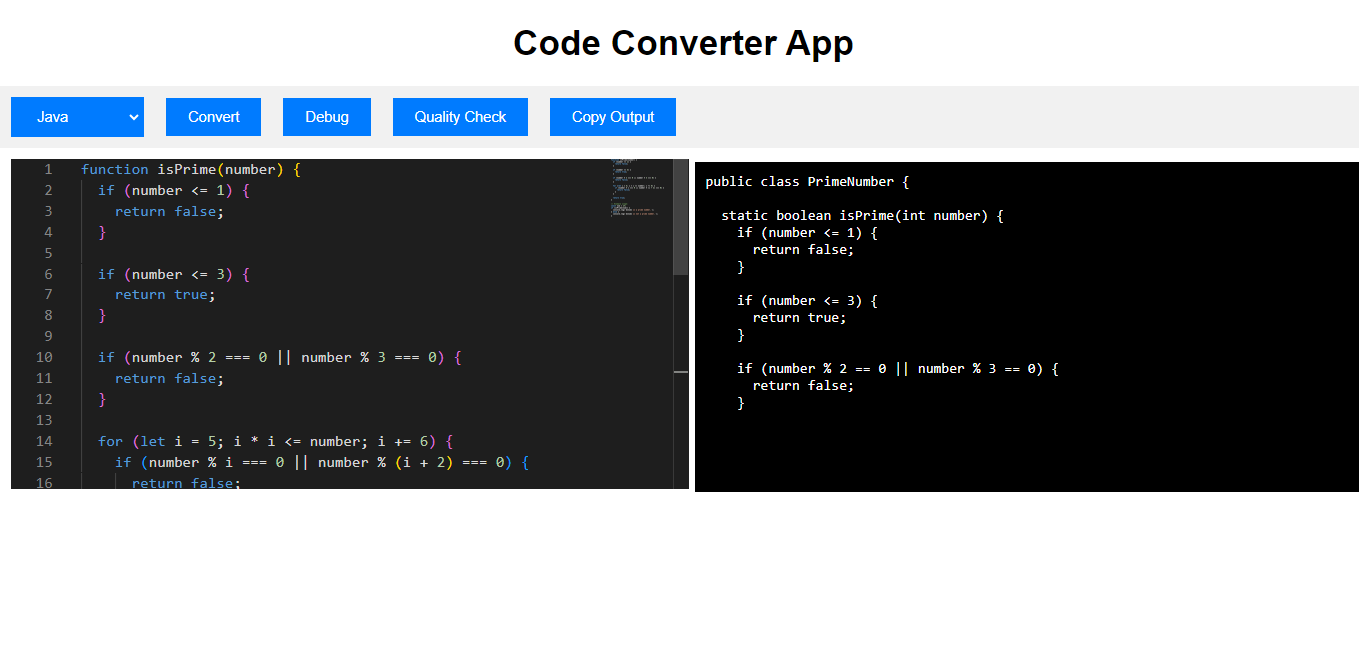 Code Converter App
Java Convert Debug Quality Check Copy Output
1 function isPrime(number) {
2 if (number <= 1) {
3 return false;
4 }
5
6 if (number <= 3) {
7 return true;
8 }
9
10 if (number % 2 === 0 || number % 3 === 0) {
11 return false;
12 }
13
14 for (let i = 5; i * i <= number; i += 6) {
15 if (number % i === 0 || number % (i + 2) === 0) {
16 return false;
public class PrimeNumber {
static boolean isPrime(int number) {
if (number <= 1) {
return false;
}
if (number <= 3) {
return true;
}
if (number % 2 == 0 || number % 3 == 0) {
return false;
}